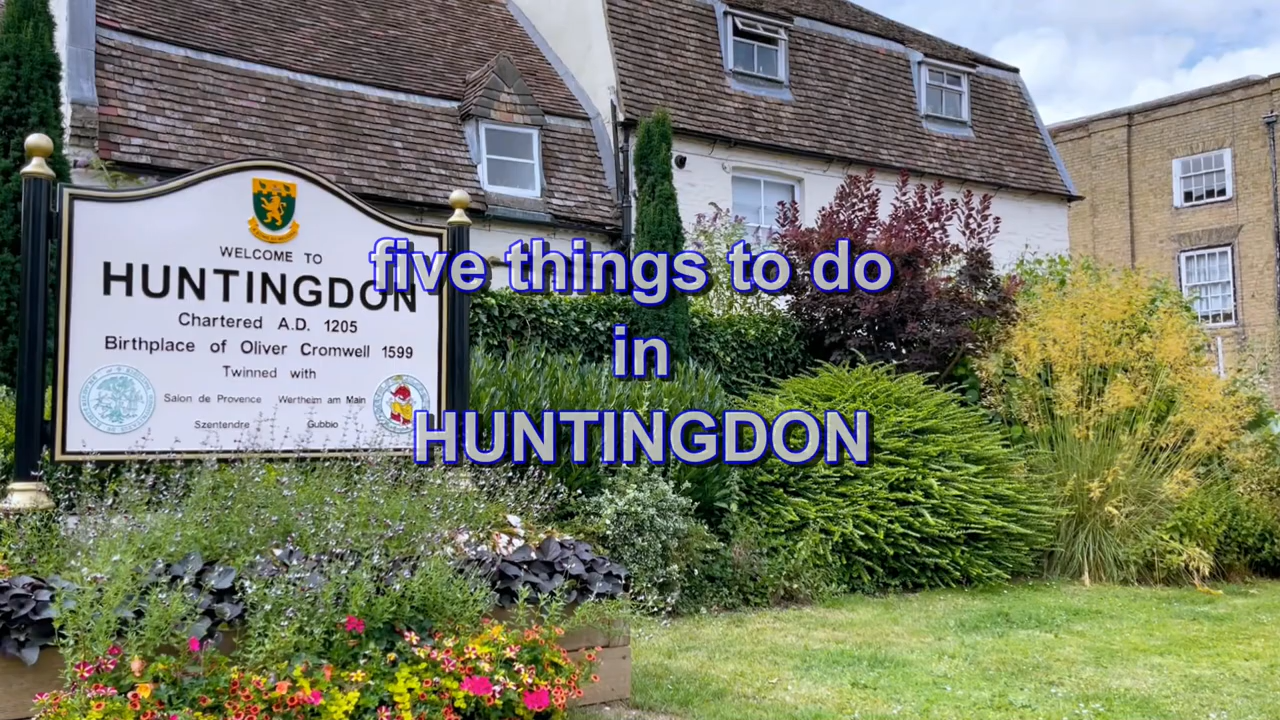 WELCOME TO
HUNTINGDON
Chartered A.D. 1205
Birthplace of Oliver Cromwell 1599
Twinned with
Salon de Provence Wertheim am Main
Szentendre Gubbio
five things to do
in
HUNTINGDON